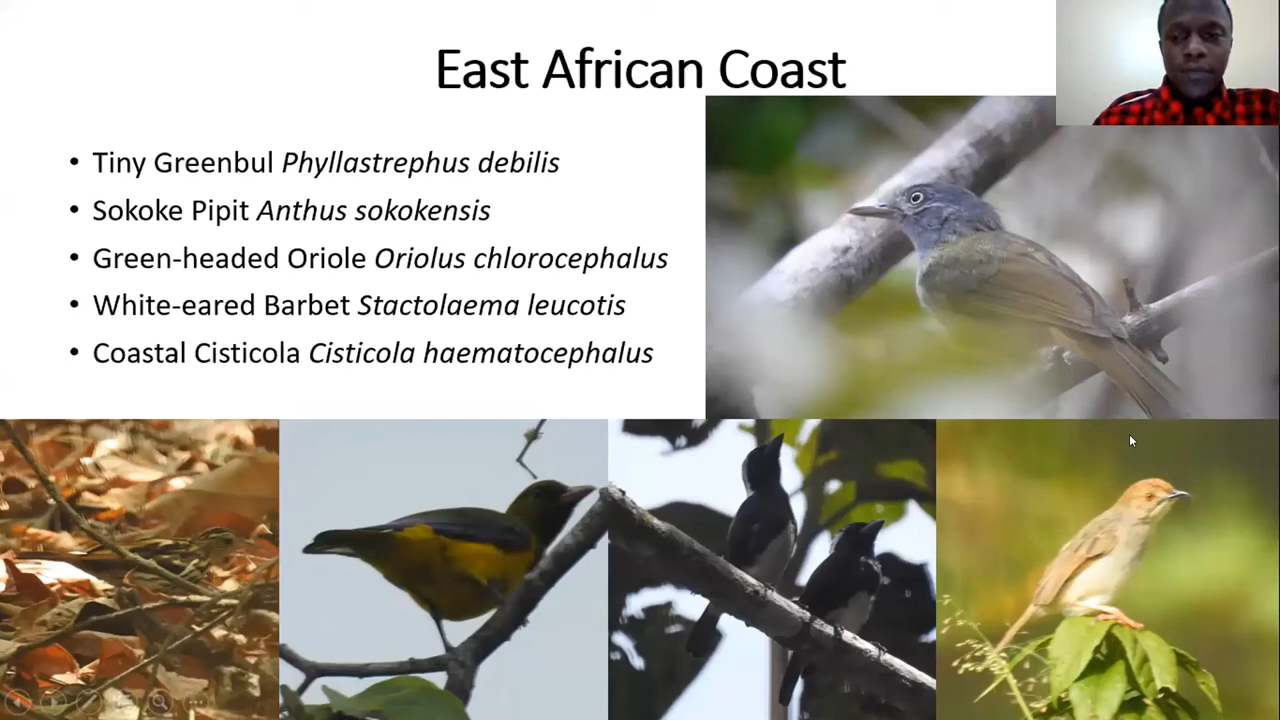 East African Coast
• Tiny Greenbul Phyllastrephus debilis
• Sokoke Pipit Anthus sokokensis
• Green-headed Oriole Oriolus chlorocephalus
• White-eared Barbet Stactolaema leucotis
• Coastal Cisticola Cisticola haematocephalus